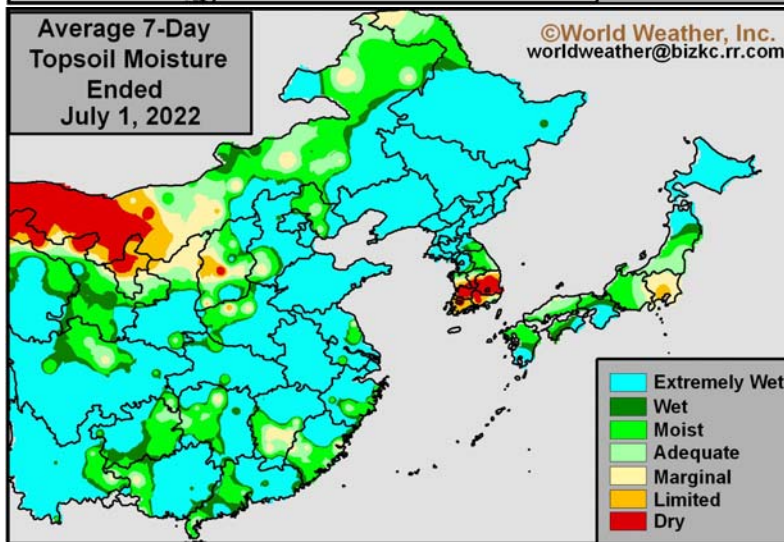 Average 7-Day
Topsoil Moisture
Ended
July 1, 2022
©World Weather, Inc.
worldweather@bizkc.rr.com
Extremely Wet
Wet
Moist
Adequate
Marginal
Limited
Dry